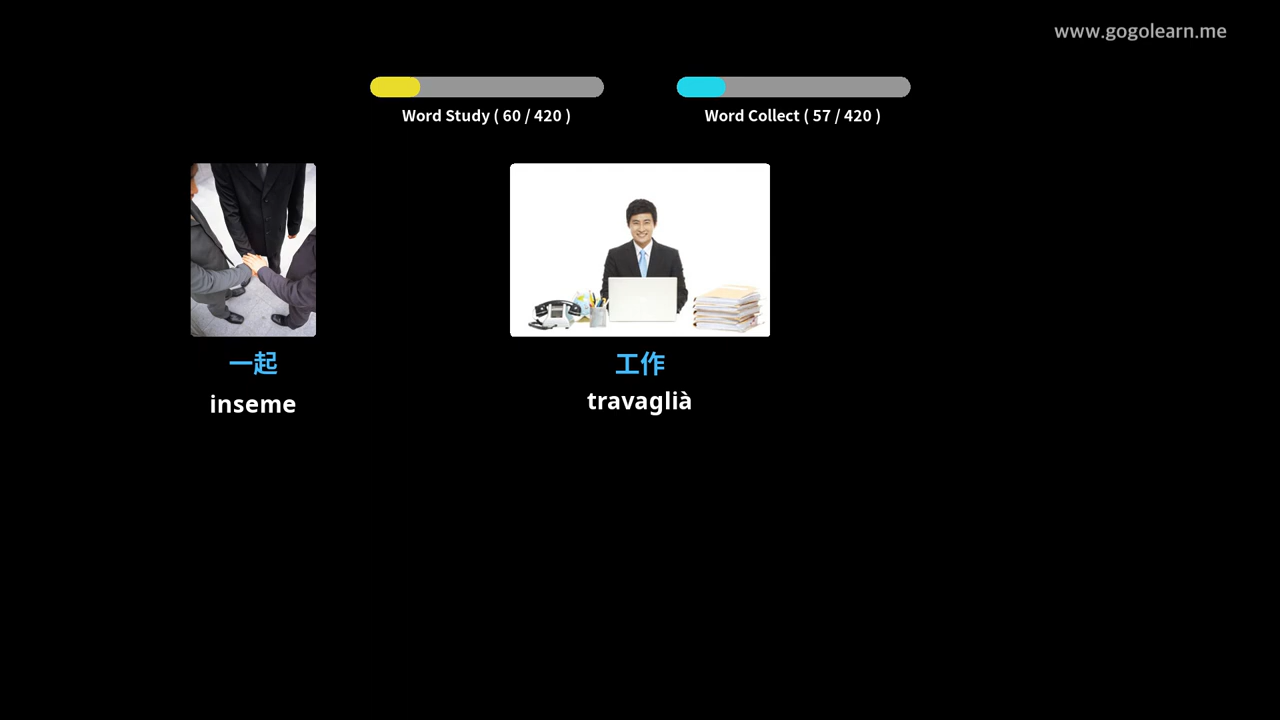 www.gogolearn.me
Word Study ( 60 / 420 )
Word Collect ( 57 / 420 )
一起
inseme
工作
travaglià